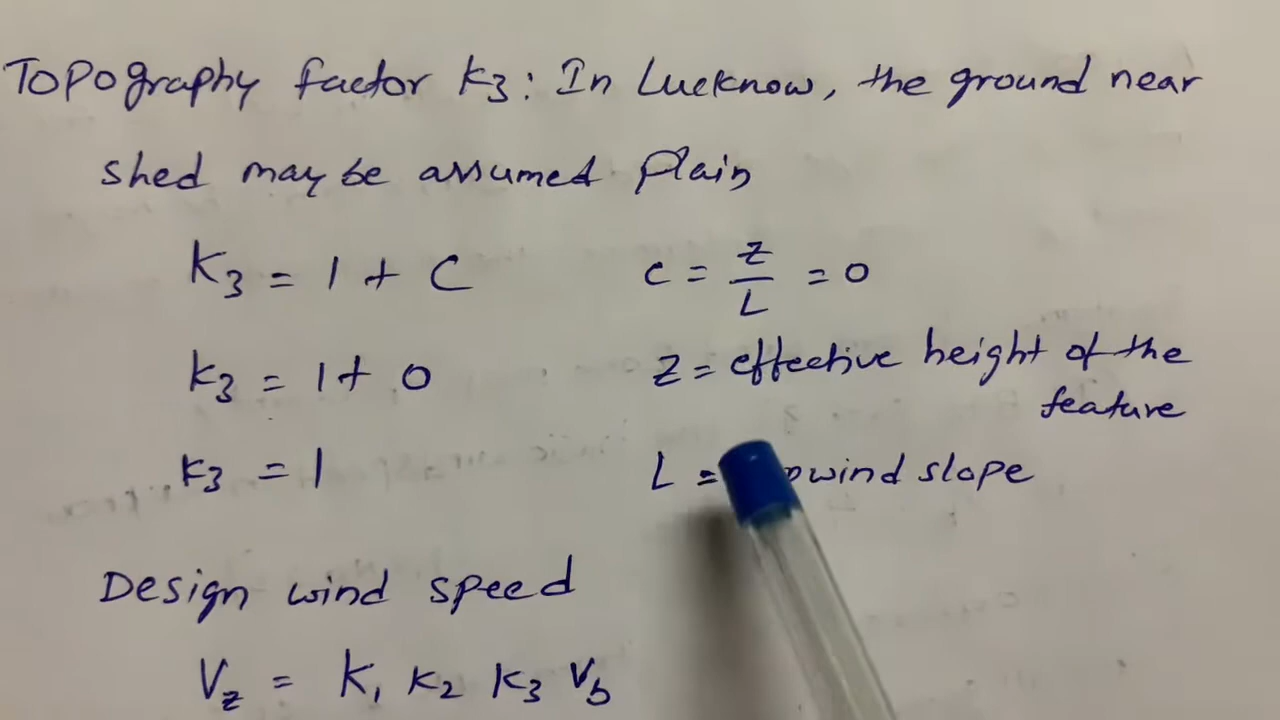 Topography factor k3: In Lucknow, the ground near
shed may be assumed plain
K3 = 1 + C
C = Z/L = 0
k3 = 1 + 0
Z = effective height of the
feature
k3 = 1
L = wind slope
Design wind speed
Vz = K1 K2 K3 Vb